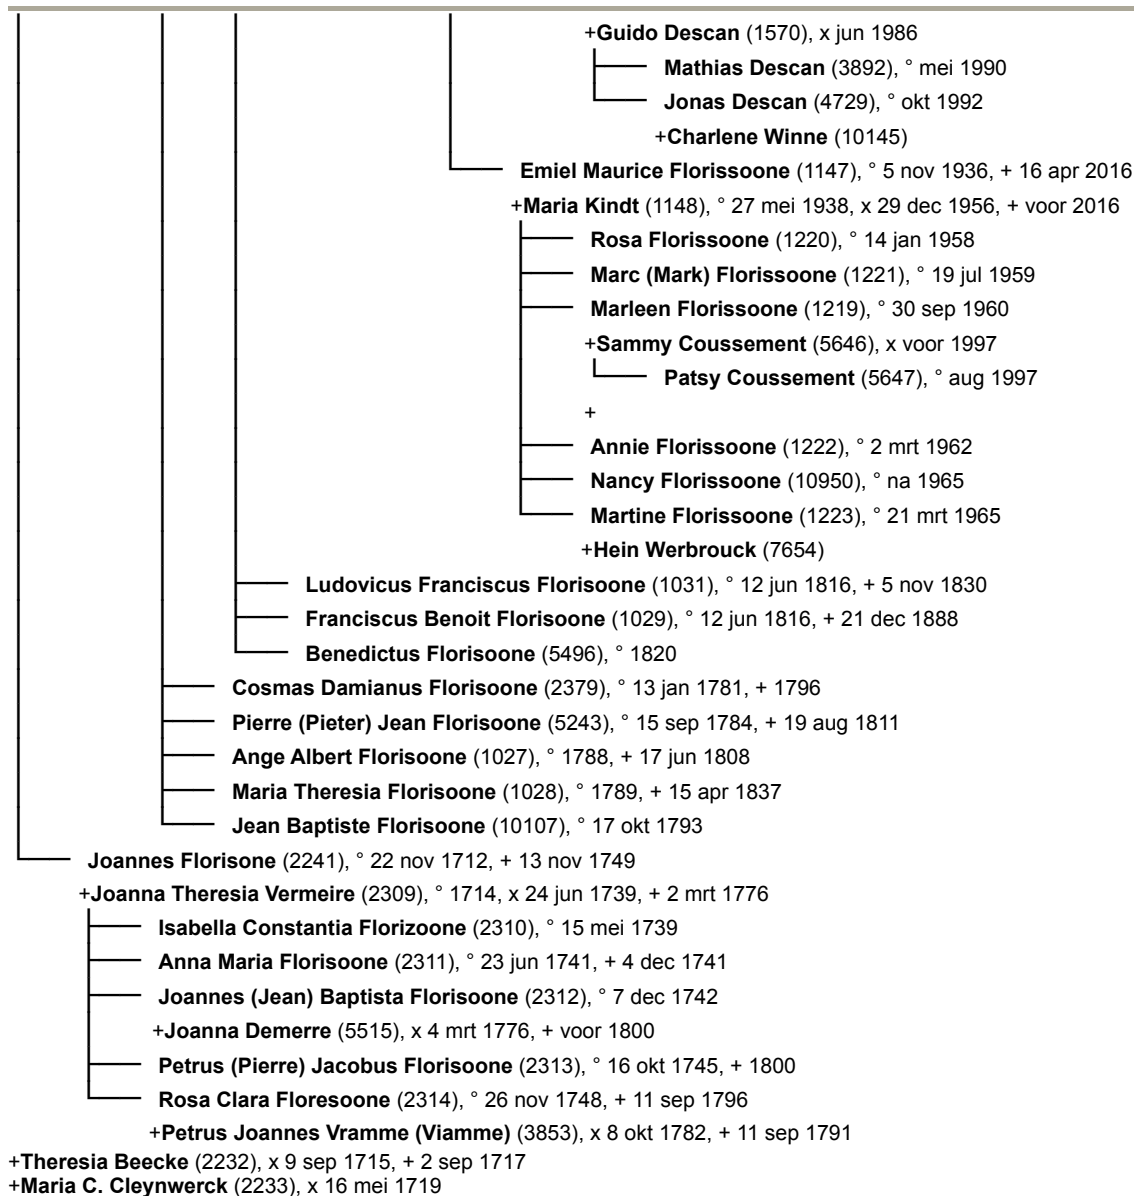 +Guido Descan (1570), x jun 1986
Mathias Descan (3892), ° mei 1990
Jonas Descan (4729), ° okt 1992
+Charlene Winne (10145)
Emiel Maurice Florissoone (1147), ° 5 nov 1936, + 16 apr 2016
+Maria Kindt (1148), ° 27 mei 1938, x 29 dec 1956, + voor 2016
Rosa Florissoone (1220), ° 14 jan 1958
Marc (Mark) Florissoone (1221), ° 19 jul 1959
Marleen Florissoone (1219), ° 30 sep 1960
+Sammy Coussement (5646), x voor 1997
Patsy Coussement (5647), ° aug 1997
+
Annie Florissoone (1222), ° 2 mrt 1962
Nancy Florissoone (10950), ° na 1965
Martine Florissoone (1223), ° 21 mrt 1965
+Hein Werbrouck (7654)
Ludovicus Franciscus Florisoone (1031), ° 12 jun 1816, + 5 nov 1830
Franciscus Benoit Florisoone (1029), ° 12 jun 1816, + 21 dec 1888
Benedictus Florisoone (5496), ° 1820
Cosmas Damianus Florisoone (2379), ° 13 jan 1781, + 1796
Pierre (Pieter) Jean Florisoone (5243), ° 15 sep 1784, + 19 aug 1811
Ange Albert Florisoone (1027), ° 1788, + 17 jun 1808
Maria Theresia Florisoone (1028), ° 1789, + 15 apr 1837
Jean Baptiste Florisoone (10107), ° 17 okt 1793
Joannes Florisone (2241), ° 22 nov 1712, + 13 nov 1749
+Joanna Theresia Vermeire (2309), ° 1714, x 24 jun 1739, + 2 mrt 1776
Isabella Constantia Florizoone (2310), ° 15 mei 1739
Anna Maria Florisoone (2311), ° 23 jun 1741, + 4 dec 1741
Joannes (Jean) Baptista Florisoone (2312), ° 7 dec 1742
+Joanna Demerre (5515), x 4 mrt 1776, + voor 1800
Petrus (Pierre) Jacobus Florisoone (2313), ° 16 okt 1745, + 1800
Rosa Clara Floresoone (2314), ° 26 nov 1748, + 11 sep 1796
+Petrus Joannes Vramme (Viamme) (3853), x 8 okt 1782, + 11 sep 1791
+Theresia Beecke (2232), x 9 sep 1715, + 2 sep 1717
+Maria C. Cleynwerck (2233), x 16 mei 1719